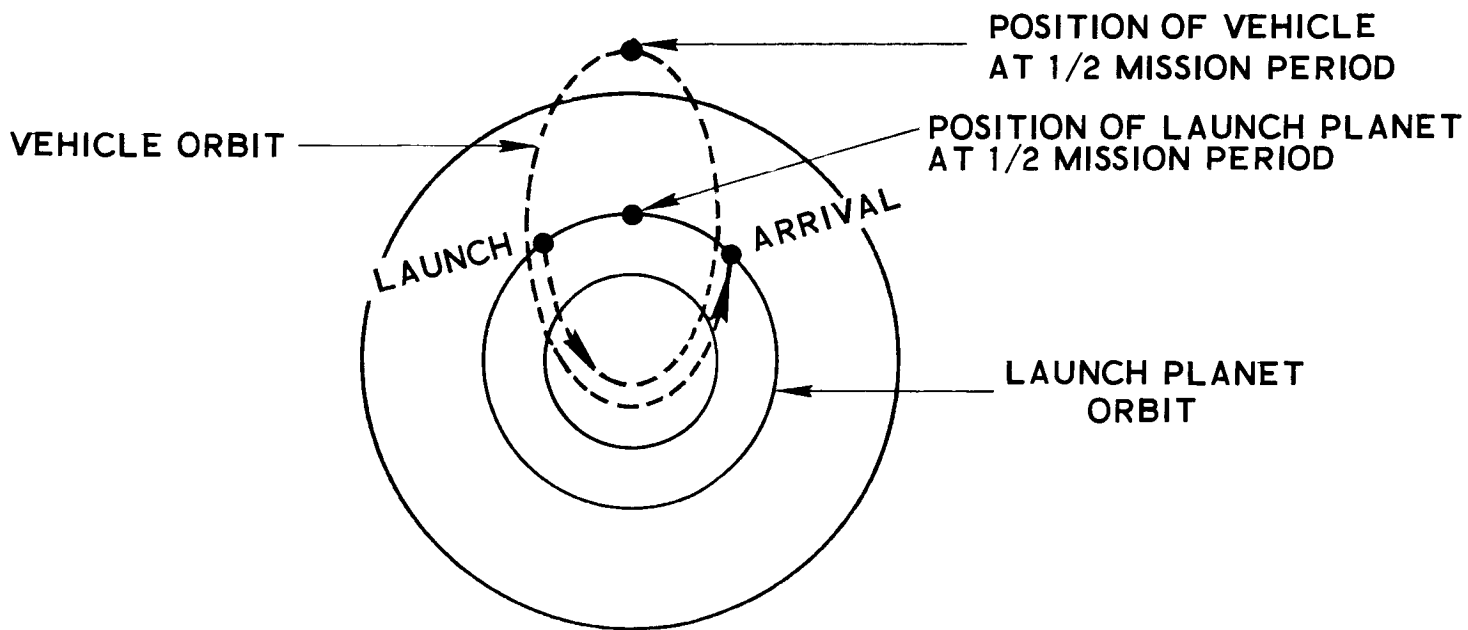 POSITION OF VEHICLE
AT 1/2 MISSION PERIOD
VEHICLE ORBIT
POSITION OF LAUNCH PLANET
AT 1/2 MISSION PERIOD
LAUNCH
ARRIVAL
LAUNCH PLANET
ORBIT